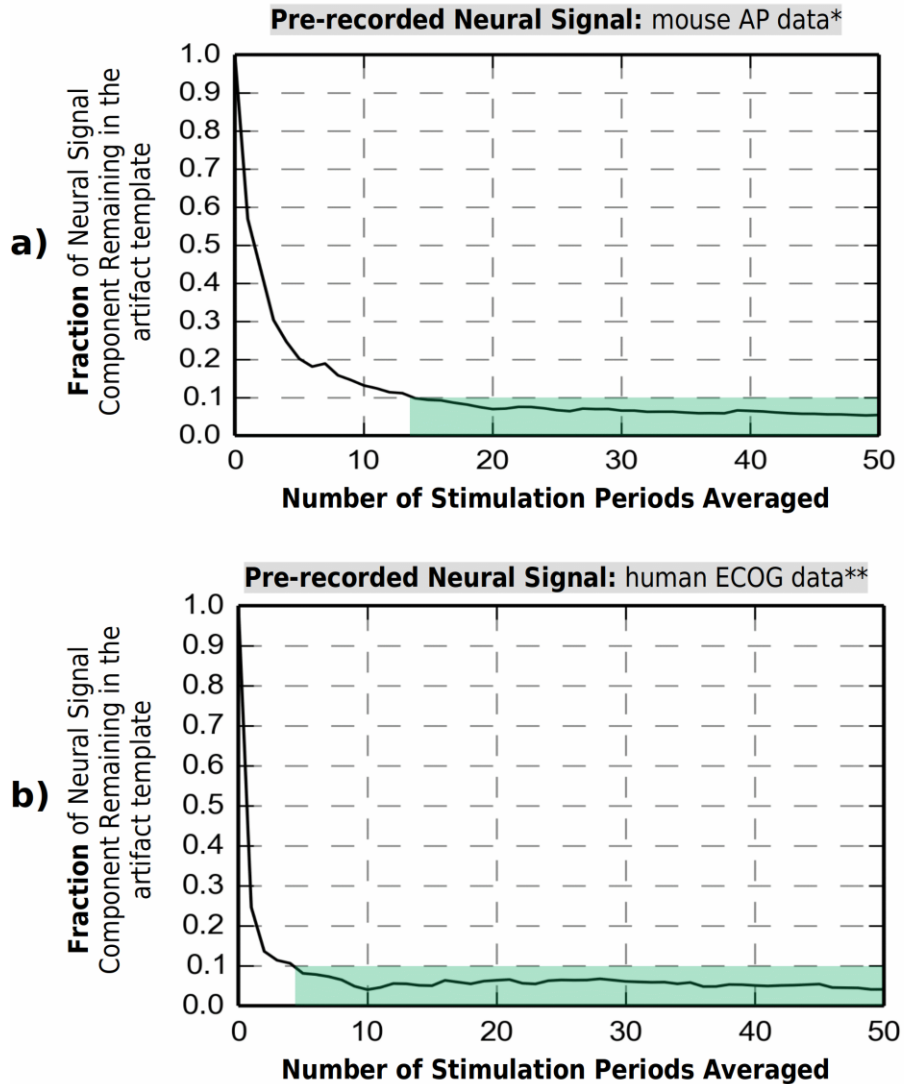 Pre-recorded Neural Signal: mouse AP data*
a)
Fraction of Neural Signal
Component Remaining in the
artifact template
1.0
0.9
0.8
0.7
0.6
0.5
0.4
0.3
0.2
0.1
0.0
0 10 20 30 40 50
Number of Stimulation Periods Averaged
Pre-recorded Neural Signal: human ECOG data**
b)
Fraction of Neural Signal
Component Remaining in the
artifact template
1.0
0.9
0.8
0.7
0.6
0.5
0.4
0.3
0.2
0.1
0.0
0 10 20 30 40 50
Number of Stimulation Periods Averaged